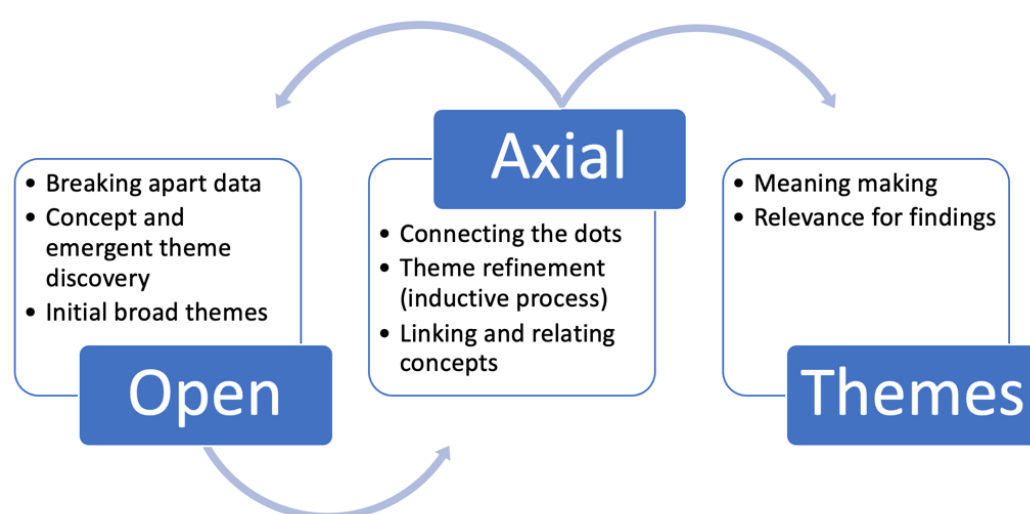 • Breaking apart data
• Concept and
emergent theme
discovery
• Initial broad themes
Open
Axial
• Connecting the dots
• Theme refinement
(inductive process)
• Linking and relating
concepts
• Meaning making
• Relevance for findings
Themes